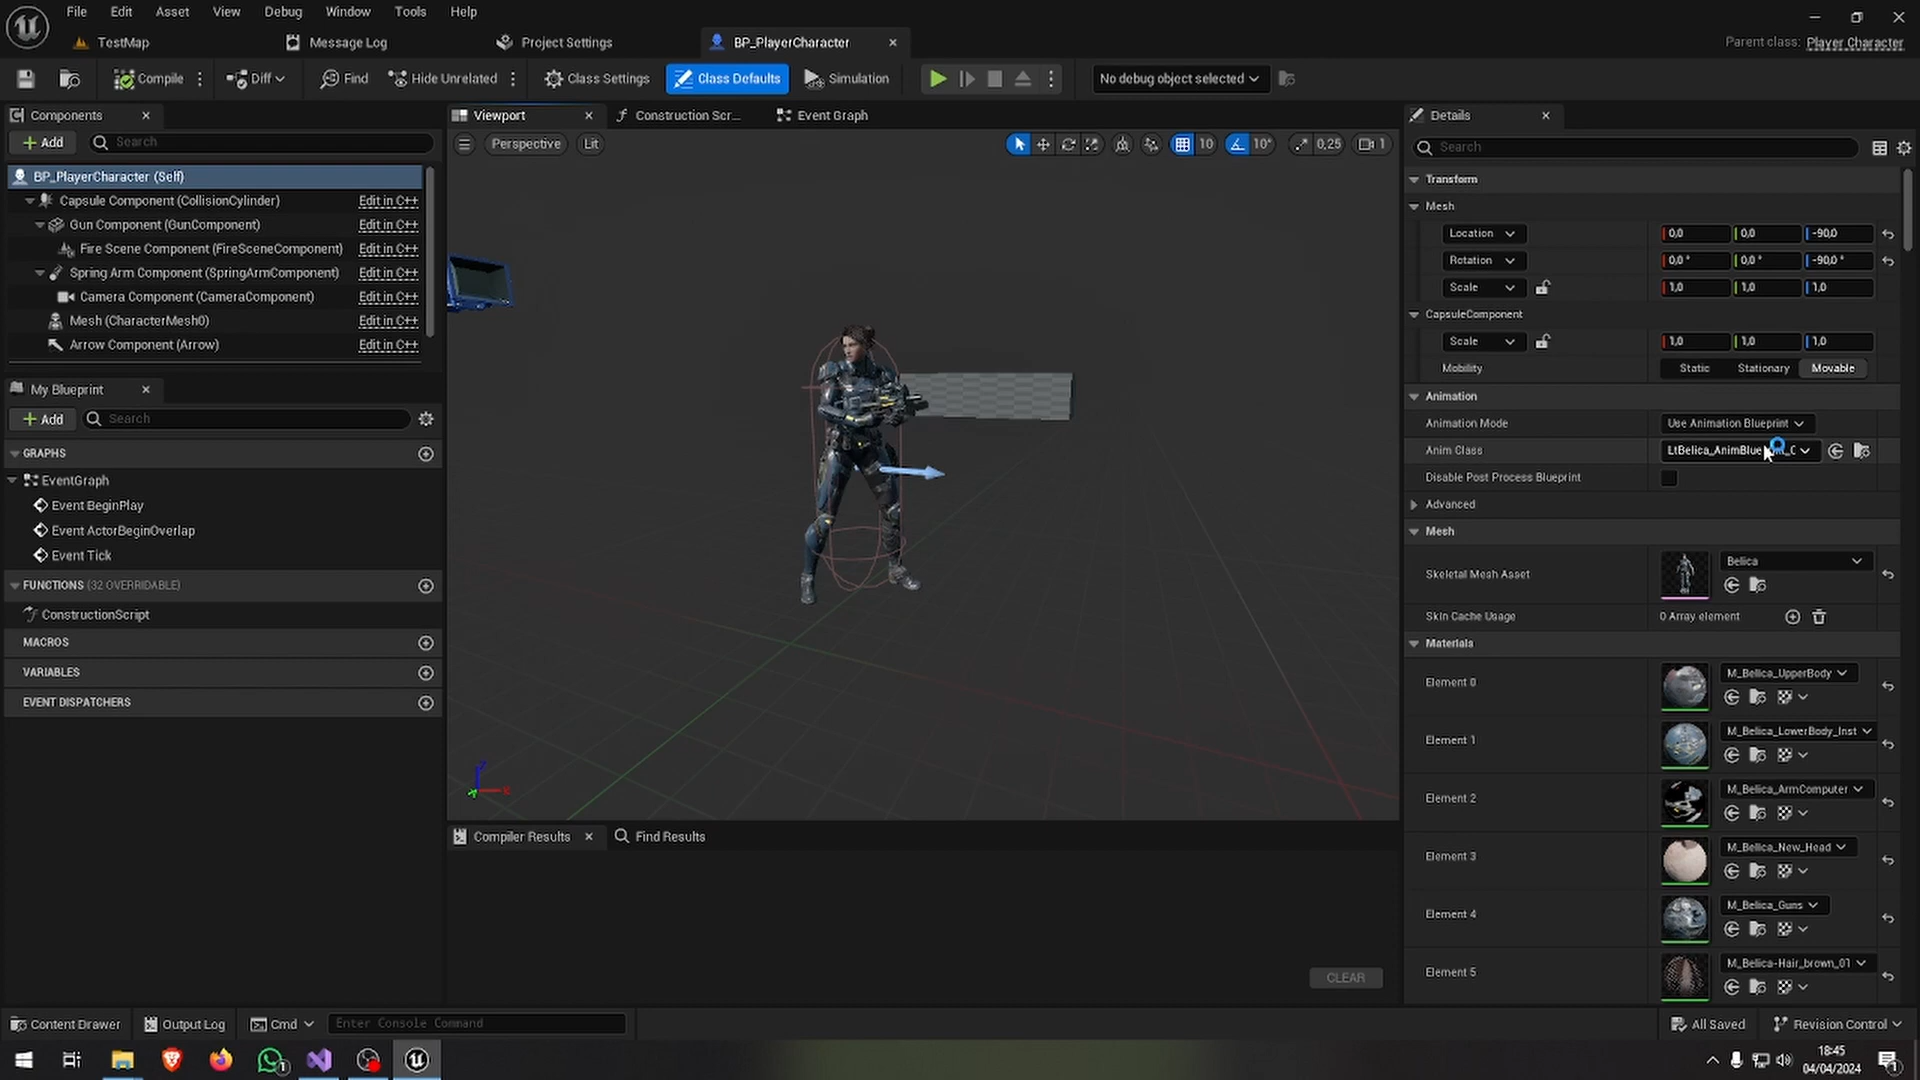 File Edit Asset View Debug Window Tools Help
TestMap Message Log Project Settings BP_PlayerCharacter
Parent class: Player Character
Compile Diff Find Hide Unrelated Class Settings Class Defaults Simulation No debug object selected
Components
Add Search
BP_PlayerCharacter (Self)
Capsule Component (CollisionCylinder) Edit in C++
Gun Component (GunComponent) Edit in C++
Fire Scene Component (FireSceneComponent) Edit in C++
Spring Arm Component (SpringArmComponent) Edit in C++
Camera Component (CameraComponent) Edit in C++
Mesh (CharacterMesh0) Edit in C++
Arrow Component (Arrow) Edit in C++
My Blueprint
Add Search
GRAPHS
EventGraph
Event BeginPlay
Event ActorBeginOverlap
Event Tick
FUNCTIONS (32 OVERRIDABLE)
ConstructionScript
MACROS
VARIABLES
EVENT DISPATCHERS
Viewport Construction Scr... Event Graph
Perspective Lit 10 10° 0,25 1
Z X
Compiler Results Find Results
CLEAR
Details
Search
Transform
Mesh
Location 0,0 0,0 -90,0
Rotation 0,0 ° 0,0 ° -90,0 °
Scale 1,0 1,0 1,0
CapsuleComponent
Scale 1,0 1,0 1,0
Mobility Static Stationary Movable
Animation
Animation Mode Use Animation Blueprint
Anim Class
Disable Post Process Blueprint
Advanced
Mesh
Skeletal Mesh Asset Belica
Skin Cache Usage 0 Array element
Materials
Element 0 M_Belica_UpperBody
Element 1 M_Belica_LowerBody_Inst
Element 2 M_Belica_ArmComputer
Element 3 M_Belica_New_Head
Element 4 M_Belica_Guns
Element 5 M_Belica-Hair_brown_01
Content Drawer Output Log Cmd Enter Console Command All Saved Revision Control
18:45
04/04/2024